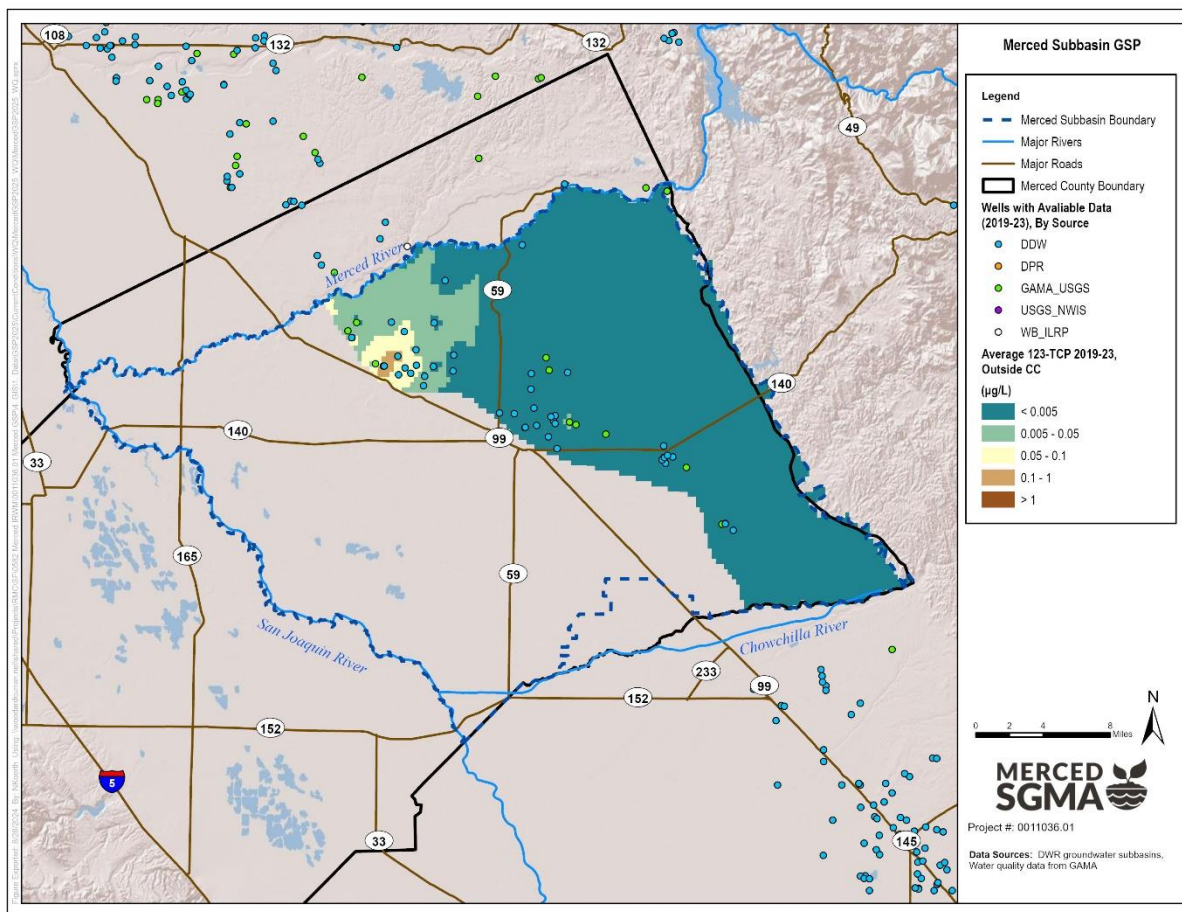 108
132
132
49
Merced River
59
140
140
99
33
165
59
San Joaquin River
Chowchilla River
233
99
152
152
5
33
145
Merced Subbasin GSP
Legend
Merced Subbasin Boundary
Major Rivers
Major Roads
Merced County Boundary
Wells with Avaliable Data
(2019-23), By Source
DDW
DPR
GAMA_USGS
USGS_NWIS
WB_ILRP
Average 123-TCP 2019-23,
Outside CC
(µg/L)
< 0.005
0.005 - 0.05
0.05 - 0.1
0.1 - 1
> 1
N
0 2 4 8
Miles
MERCED
SGMA
Project #: 0011036.01
Data Sources: DWR groundwater subbasins,
Water quality data from GAMA